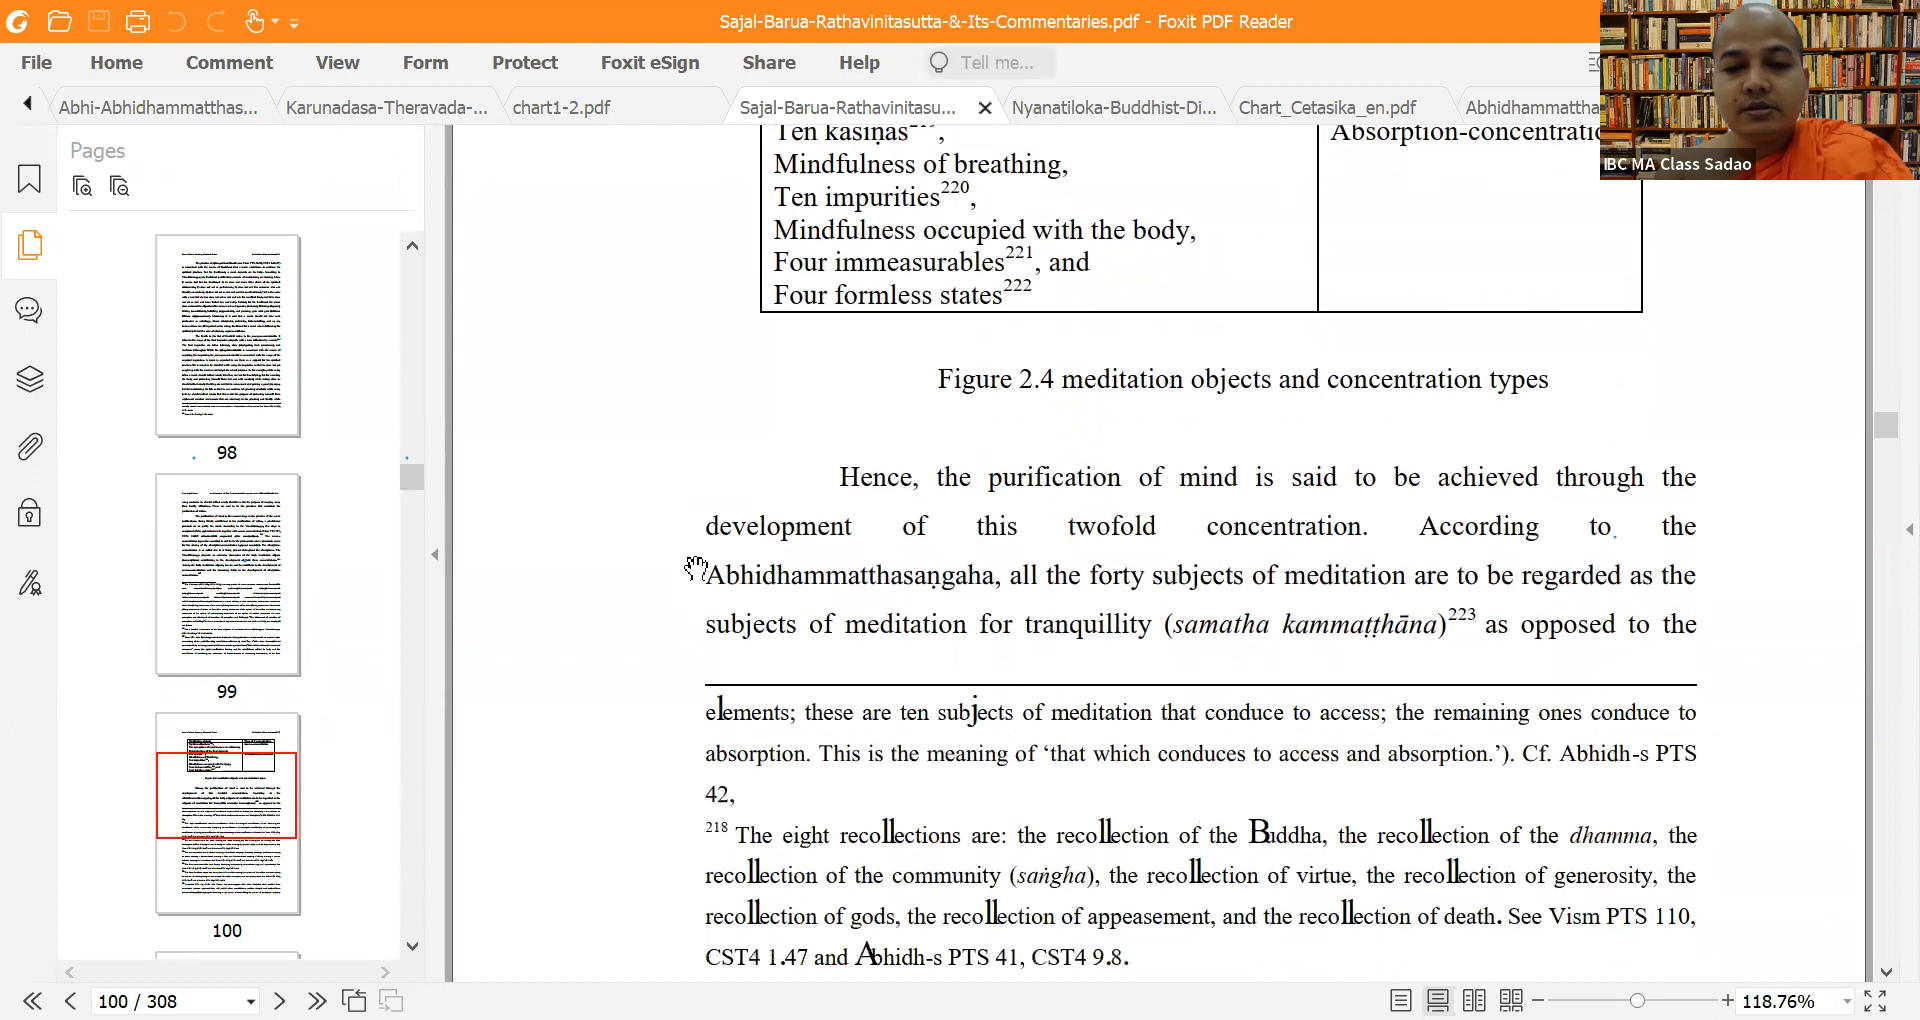 Sajal-Barua-Rathavinitasutta-&-Its-Commentaries.pdf - Foxit PDF Reader
File Home Comment View Form Protect Foxit eSign Share Help Tell me...
Abhi-Abhidhammatthas... Karunadasa-Theravada-... chart1-2.pdf Sajal-Barua-Rathavinitasu... Nyanatiloka-Buddhist-Di... Chart_Cetasika_en.pdf Abhidhammattha
IBC MA Class Sadao
Pages
98
99
100
Ten kasiṇas²¹⁹, Absorption-concentratio
Mindfulness of breathing,
Ten impurities²²⁰,
Mindfulness occupied with the body,
Four immeasurables²²¹, and
Four formless states²²²
Figure 2.4 meditation objects and concentration types
Hence, the purification of mind is said to be achieved through the
development of this twofold concentration. According to the
Abhidhammatthasaṇgaha, all the forty subjects of meditation are to be regarded as the
subjects of meditation for tranquillity (samatha kammaṭṭhāna)²²³ as opposed to the
elements; these are ten subjects of meditation that conduce to access; the remaining ones conduce to
absorption. This is the meaning of ‘that which conduces to access and absorption.’). Cf. Abhidh-s PTS
42,
²¹⁸ The eight recollections are: the recollection of the Buddha, the recollection of the dhamma, the
recollection of the community (saṅgha), the recollection of virtue, the recollection of generosity, the
recollection of gods, the recollection of appeasement, and the recollection of death. See Vism PTS 110,
CST4 1.47 and Abhidh-s PTS 41, CST4 9.8.
100 / 308
118.76%